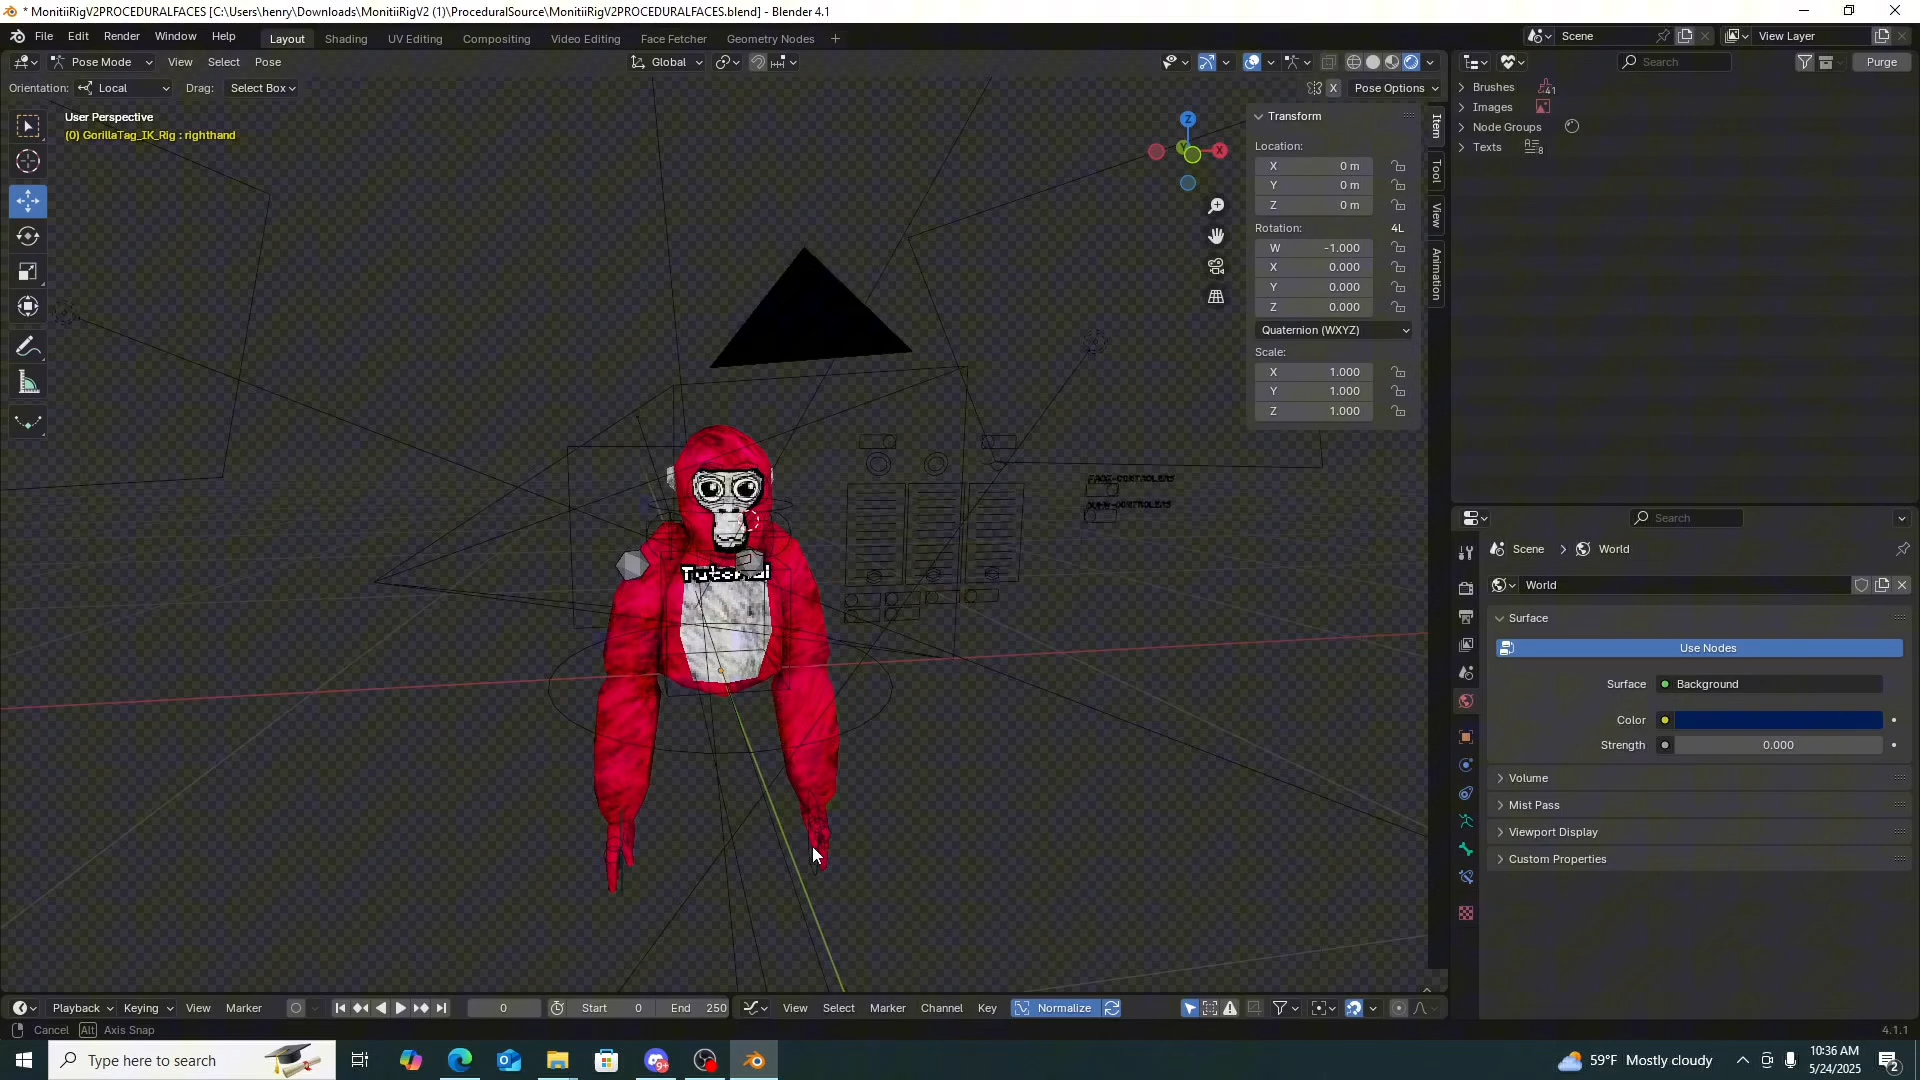 * MonitiiRigV2PROCEDURALFACES [C:\Users\henry\Downloads\MonitiiRigV2 (1)\ProceduralSource\MonitiiRigV2PROCEDURALFACES.blend] - Blender 4.1
File Edit Render Window Help Layout Shading UV Editing Compositing Video Editing Face Fetcher Geometry Nodes + Scene View Layer
Pose Mode View Select Pose Global Search Purge
Orientation: Local Drag: Select Box X Pose Options
User Perspective
(0) GorillaTag_IK_Rig : righthand
Z
X
Y
Transform
Location:
X 0 m
Y 0 m
Z 0 m
Rotation: 4L
W -1.000
X 0.000
Y 0.000
Z 0.000
Quaternion (WXYZ)
Scale:
X 1.000
Y 1.000
Z 1.000
Item
Tool
View
Animation
Brushes 41
Images
Node Groups
Texts 8
Tutorial
Search
Scene World
World
Surface
Use Nodes
Surface Background
Color
Strength 0.000
Volume
Mist Pass
Viewport Display
Custom Properties
Playback Keying View Marker 0 Start 0 End 250 View Select Marker Channel Key Normalize
Cancel Alt Axis Snap 4.1.1
Type here to search 9+ 59°F Mostly cloudy 10:36 AM
5/24/2025 2